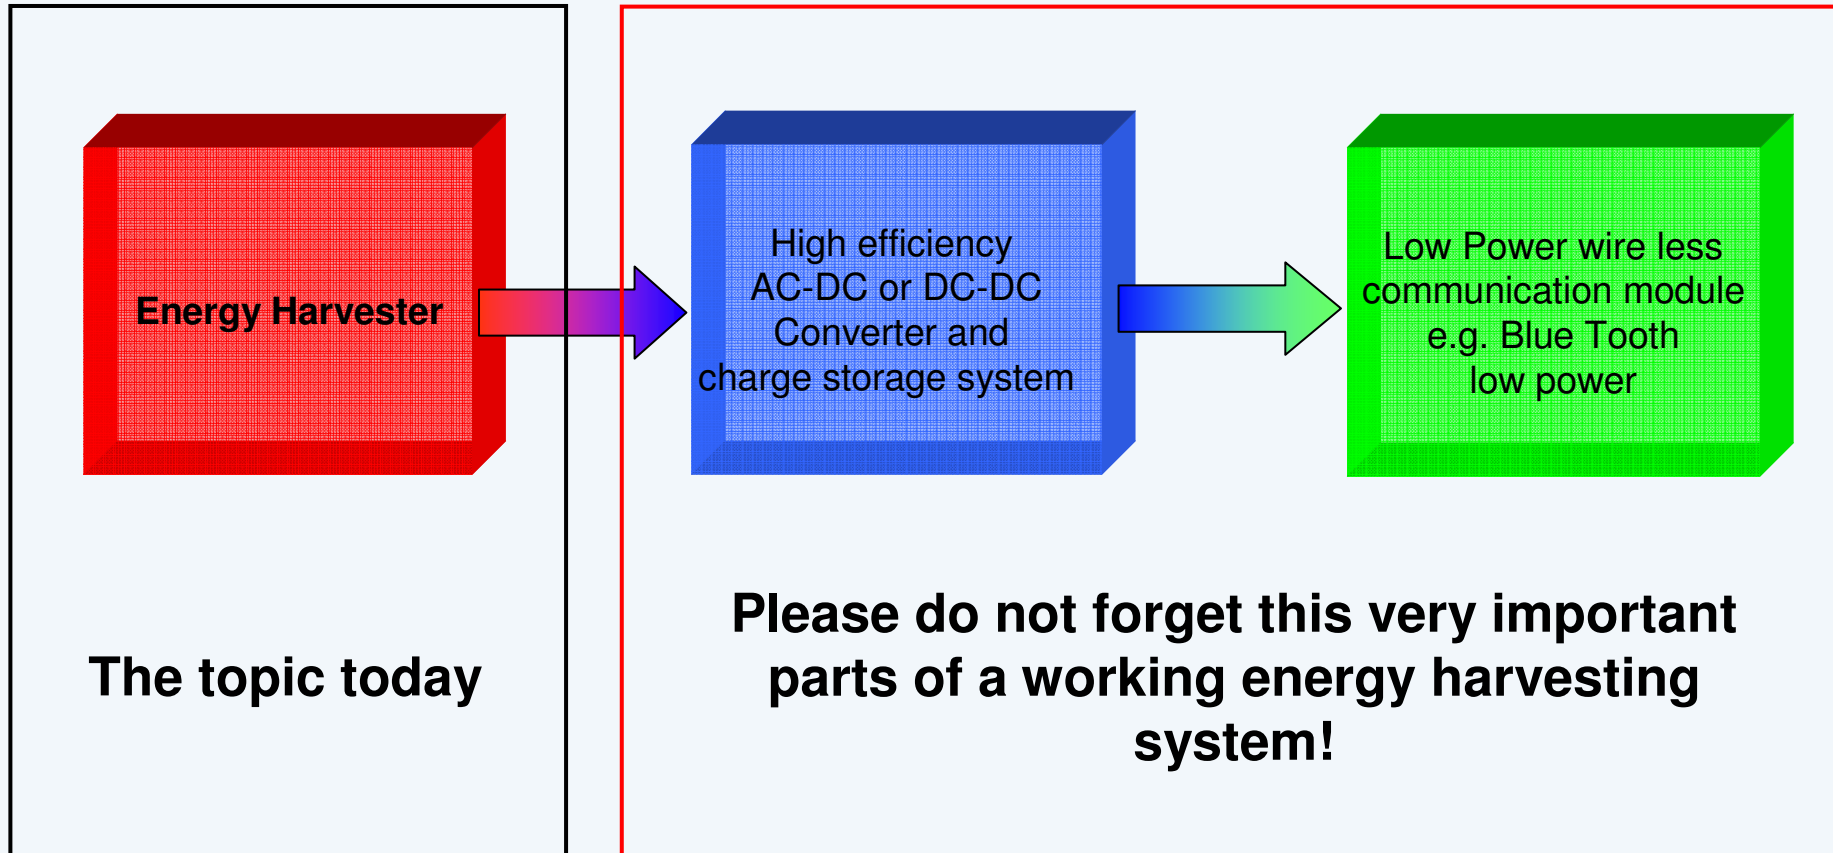 Energy Harvester
High efficiency
AC-DC or DC-DC
Converter and
charge storage system
Low Power wire less
communication module
e.g. Blue Tooth
low power
The topic today
Please do not forget this very important
parts of a working energy harvesting
system!